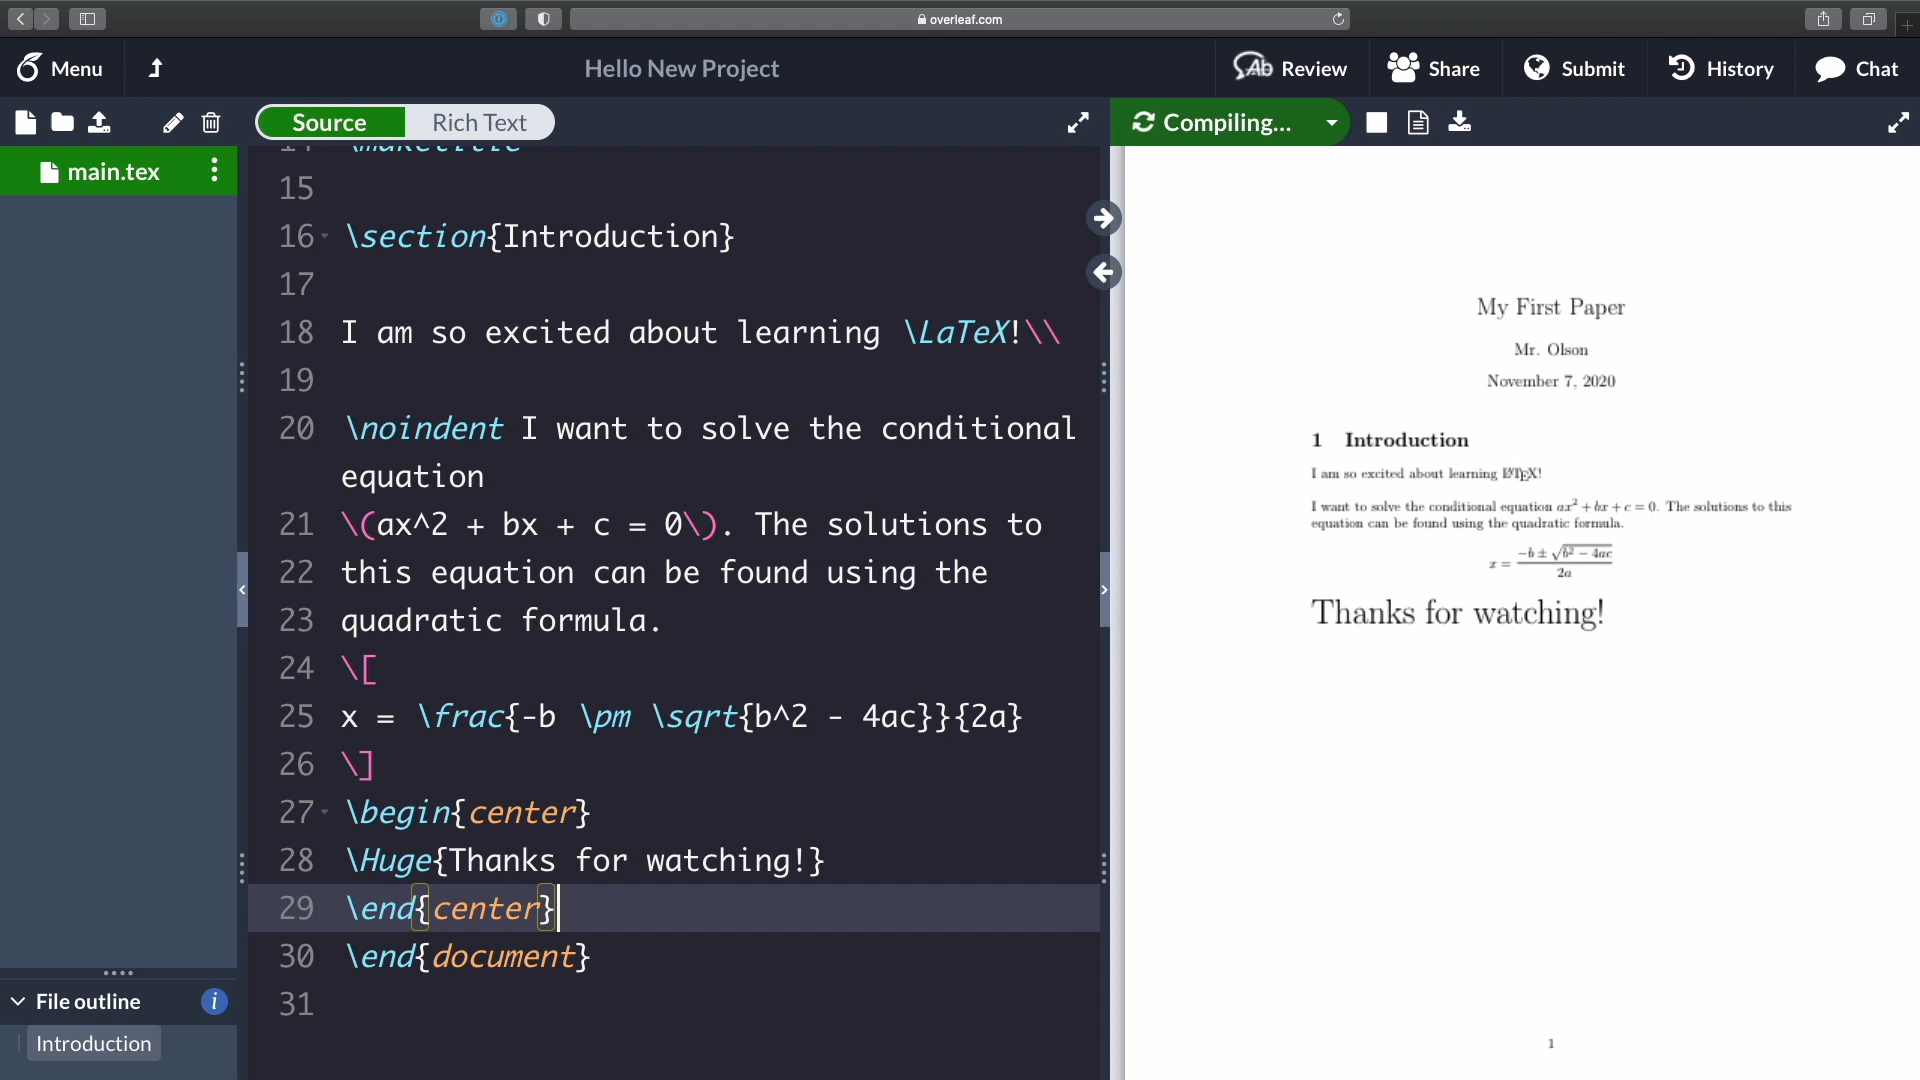 overleaf.com
Menu
Hello New Project
Review
Share
Submit
History
Chat
Source
Rich Text
Compiling...
main.tex
14 \maketitle
15
16 \section{Introduction}
17
18 I am so excited about learning \LaTeX!\\
19
20 \noindent I want to solve the conditional
equation
21 \(ax^2 + bx + c = 0\). The solutions to
22 this equation can be found using the
23 quadratic formula.
24 \[
25 x = \frac{-b \pm \sqrt{b^2 - 4ac}}{2a}
26 \]
27 \begin{center}
28 \Huge{Thanks for watching!}
29 \end{center}
30 \end{document}
31
File outline
Introduction
My First Paper
Mr. Olson
November 7, 2020
1 Introduction
I am so excited about learning LATEX!
I want to solve the conditional equation ax² + bx + c = 0. The solutions to this
equation can be found using the quadratic formula.
x = −b ± √b² − 4ac
2a
Thanks for watching!
1